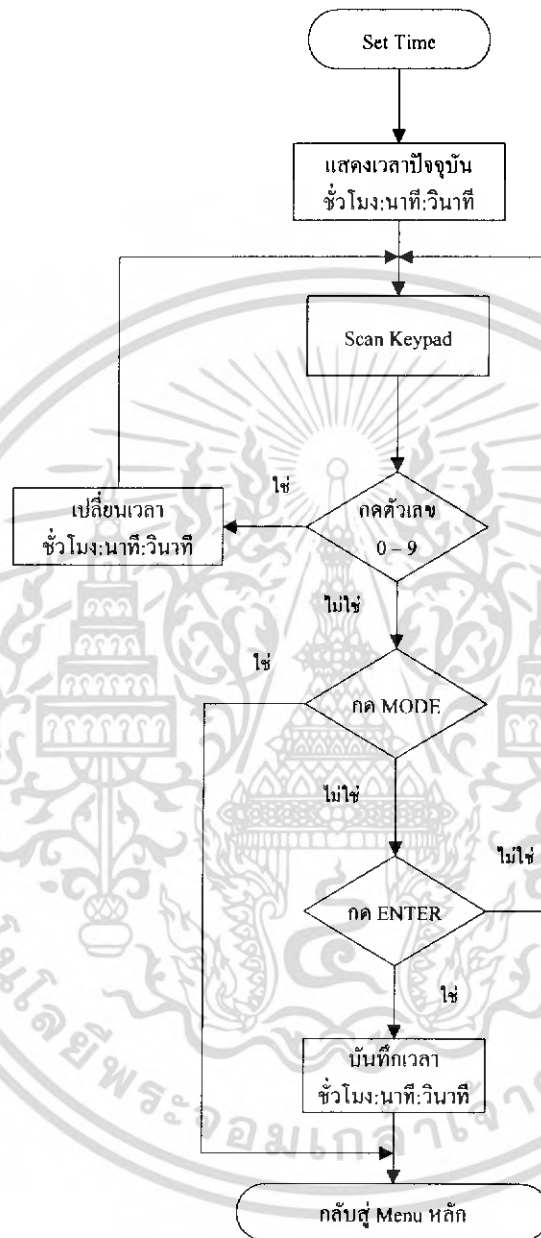 Set Time
แสดงเวลาปัจจุบัน
ชั่วโมง:นาที:วินาที
Scan Keypad
ใช่
กดตัวเลข
0 – 9
เปลี่ยนเวลา
ชั่วโมง:นาที:วินาที
ไม่ใช่
ใช่
กด MODE
ไม่ใช่
ไม่ใช่
กด ENTER
ใช่
บันทึกเวลา
ชั่วโมง:นาที:วินาที
กลับสู่ Menu หลัก